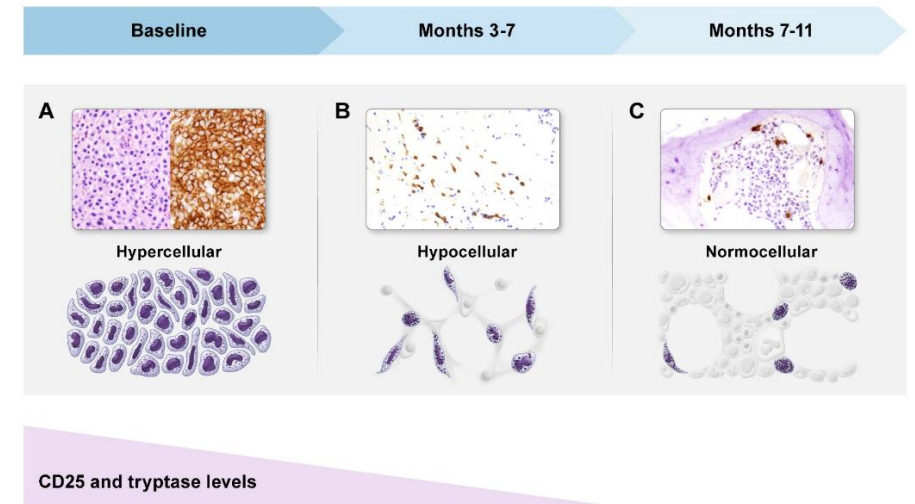 Baseline
Months 3-7
Months 7-11
A
B
C
Hypercellular
Hypocellular
Normocellular
CD25 and tryptase levels